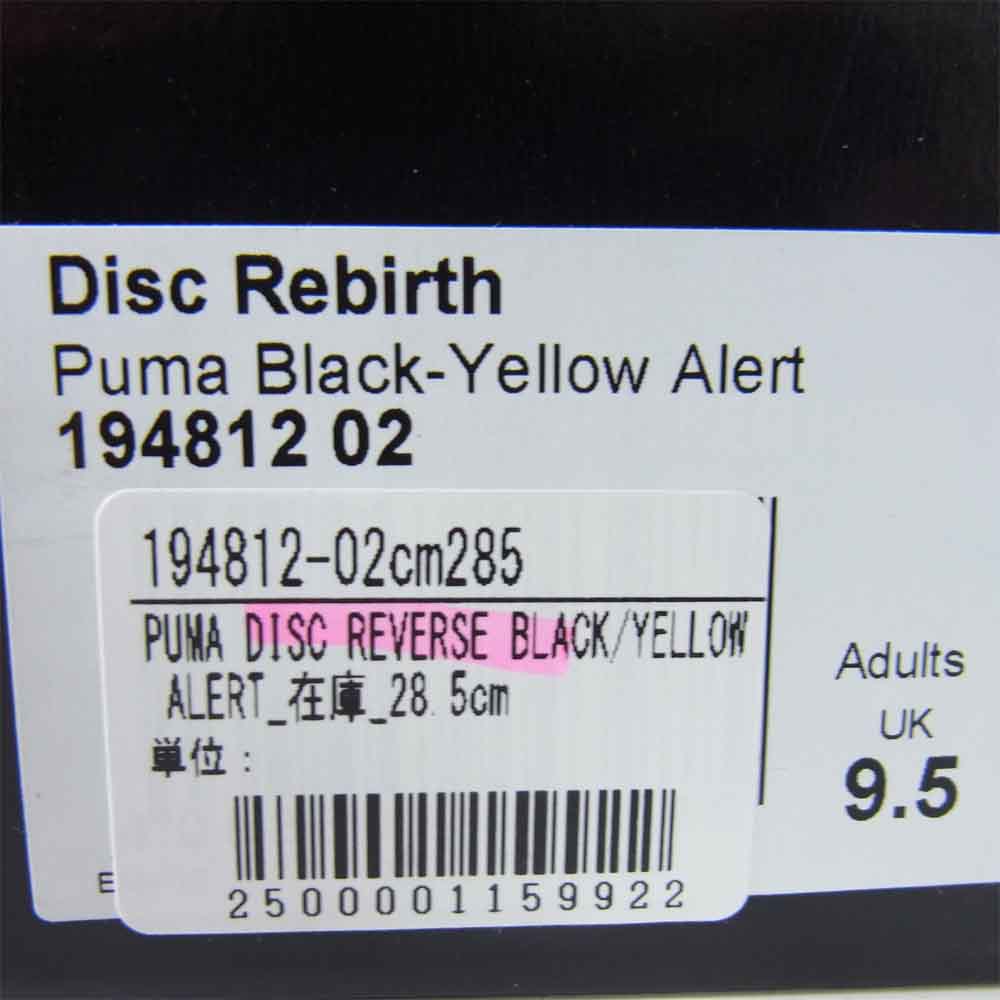 Disc Rebirth
Puma Black-Yellow Alert
194812 02
194812-02cm285
PUMA DISC REVERSE BLACK/YELLOW
ALERT_在庫_28.5cm
単位：
2500001159922
Adults
UK
9.5
E